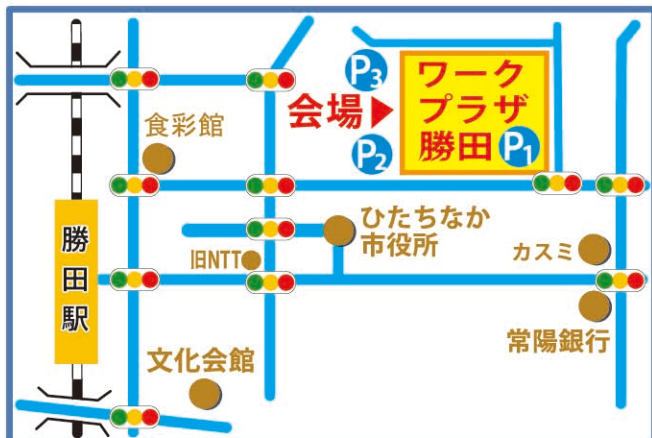 P3
ワーク
プラザ
勝田
P1
会場▶
P2
食彩館
ひたちなか
市役所
旧NTT
カスミ
勝田駅
常陽銀行
文化会館